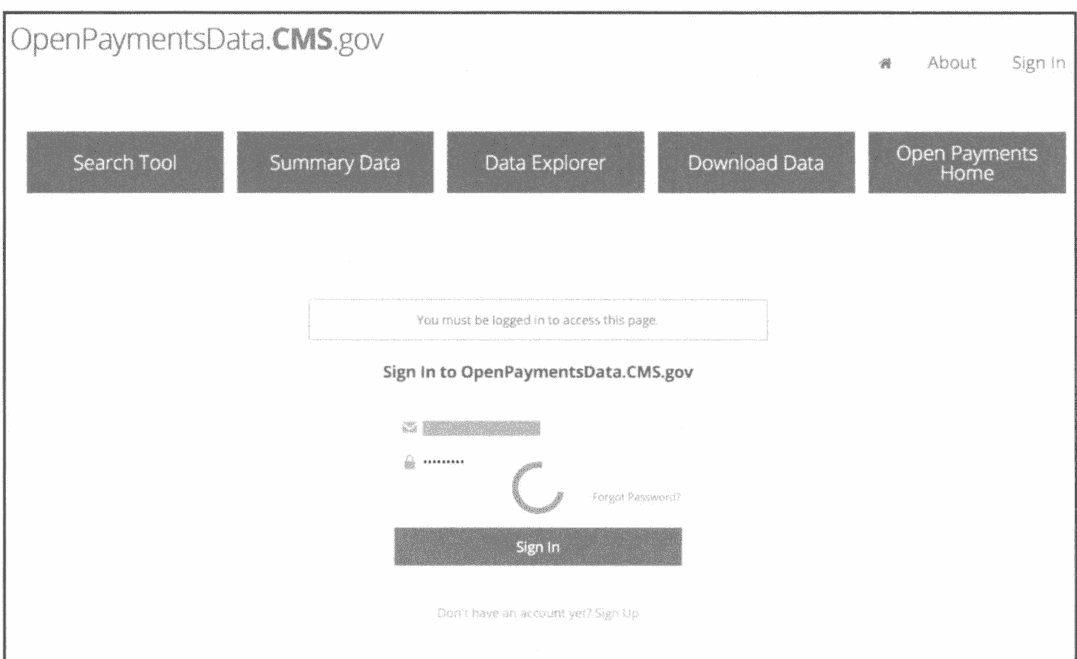 OpenPaymentsData.CMS.gov
About Sign In
Search Tool Summary Data Data Explorer Download Data Open Payments Home
You must be logged in to access this page.
Sign In to OpenPaymentsData.CMS.gov
•••••••••
Forgot Password?
Sign In
Don't have an account yet? Sign Up